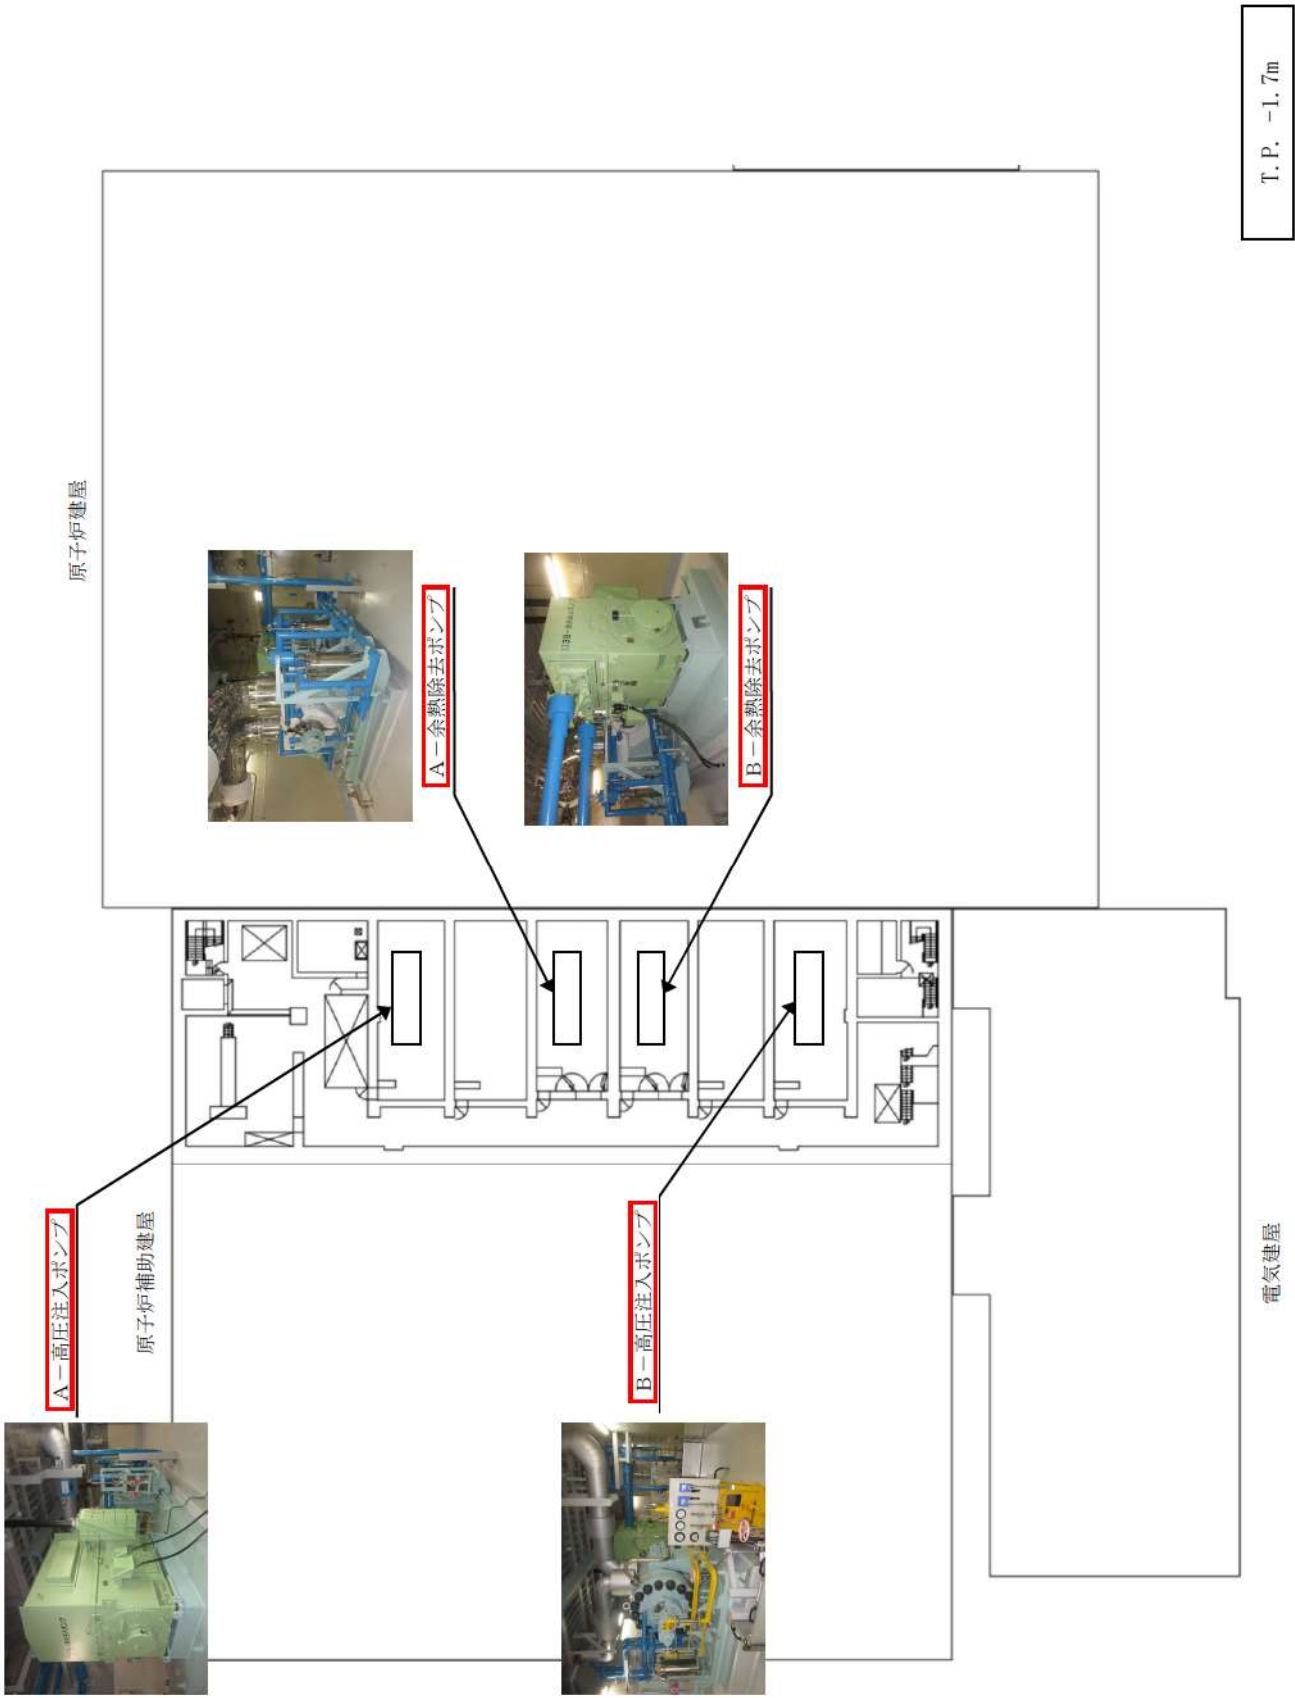 T.P. －1.7m
原子炉建屋
A－余熱除去ポンプ
B－余熱除去ポンプ
A－高圧注入ポンプ
原子炉補助建屋
B－高圧注入ポンプ
電気建屋